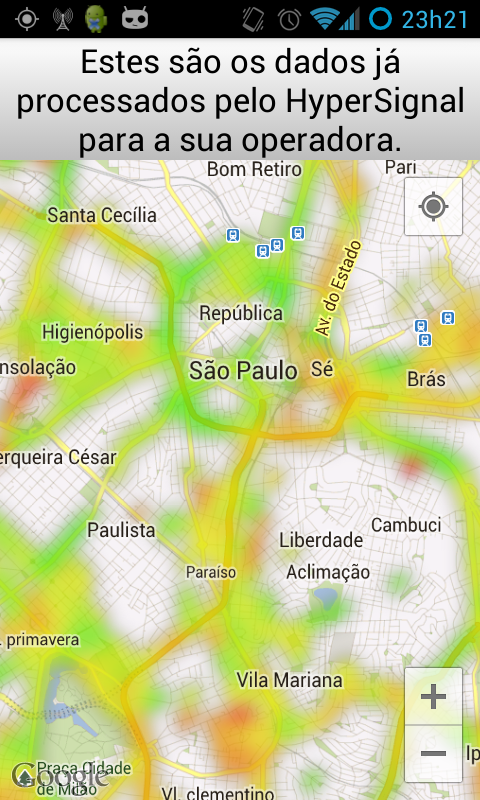 23h21
Estes são os dados já
processados pelo HyperSignal
para a sua operadora.
Bom Retiro
Pari
Santa Cecília
Av. do Estado
República
Higienópolis
nsolação
São Paulo
Sé
Brás
erqueira César
Paulista
Cambuci
Liberdade
Paraíso
Aclimação
. primavera
Vila Mariana
+
−
Ip
Praça Cidade
de Milão
Google
Vl. clementino